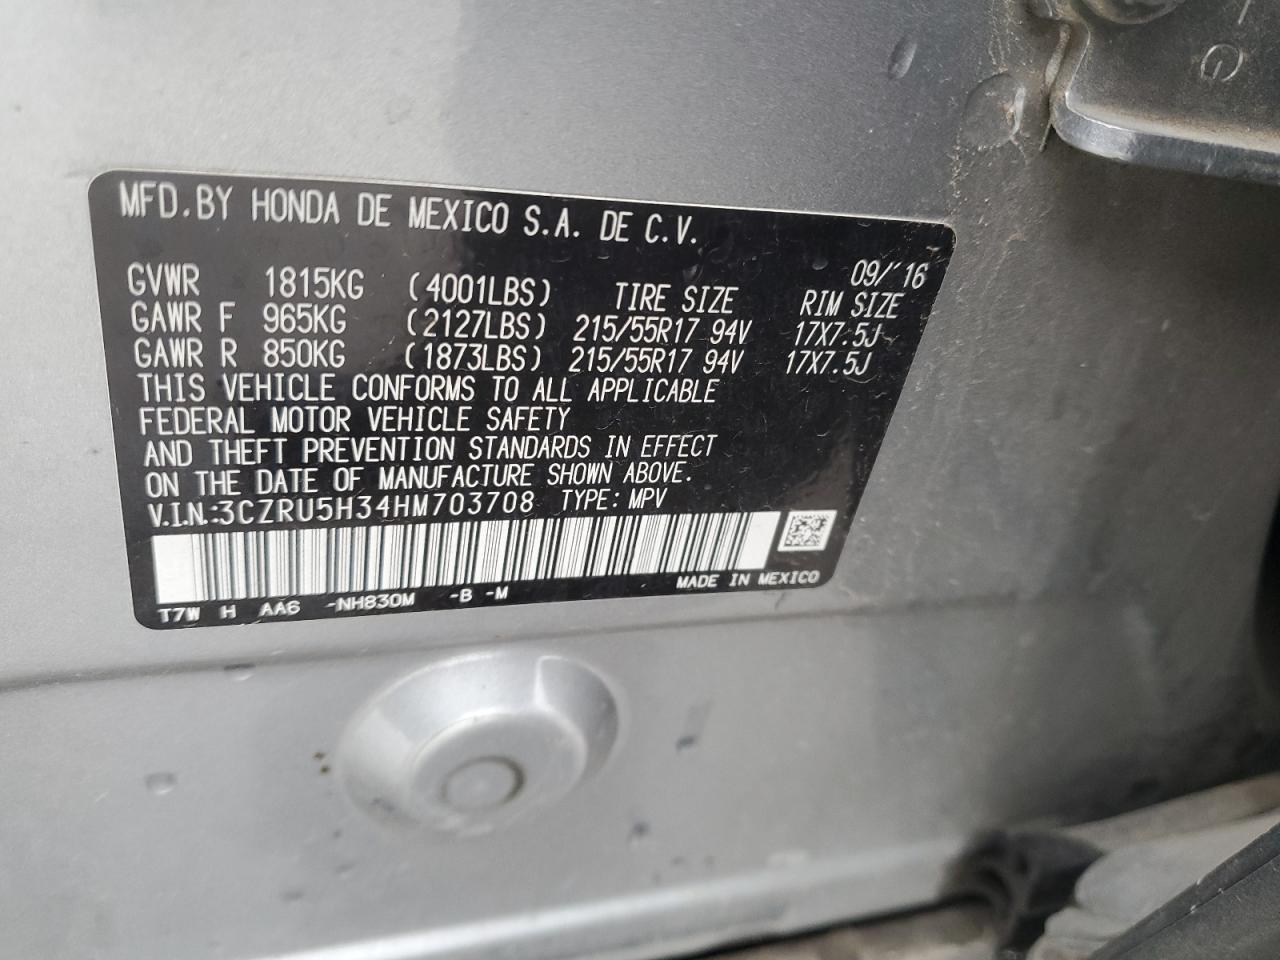 MFD.BY HONDA DE MEXICO S.A. DE C.V.
09/'16
GVWR 1815KG (4001LBS) TIRE SIZE RIM SIZE
GAWR F 965KG (2127LBS) 215/55R17 94V 17X7.5J
GAWR R 850KG (1873LBS) 215/55R17 94V 17X7.5J
THIS VEHICLE CONFORMS TO ALL APPLICABLE
FEDERAL MOTOR VEHICLE SAFETY
AND THEFT PREVENTION STANDARDS IN EFFECT
ON THE DATE OF MANUFACTURE SHOWN ABOVE.
V.I.N.:3CZRU5H34HM703708 TYPE: MPV
MADE IN MEXICO
T7W H AA6 -NH830M -B -M
G